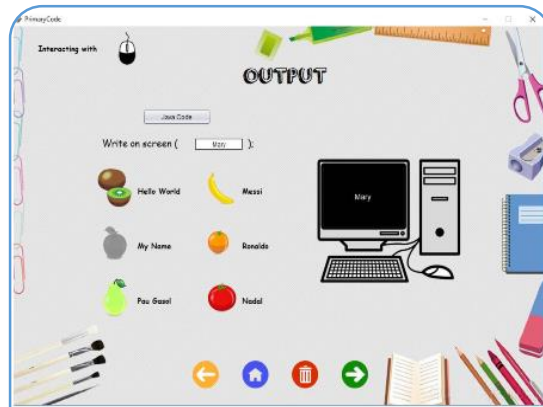 PrimaryCode
Interacting with
OUTPUT
Java Code
Write on screen ( Mary );
Hello World
Messi
Mary
My Name
Ronaldo
Pau Gasol
Nadal